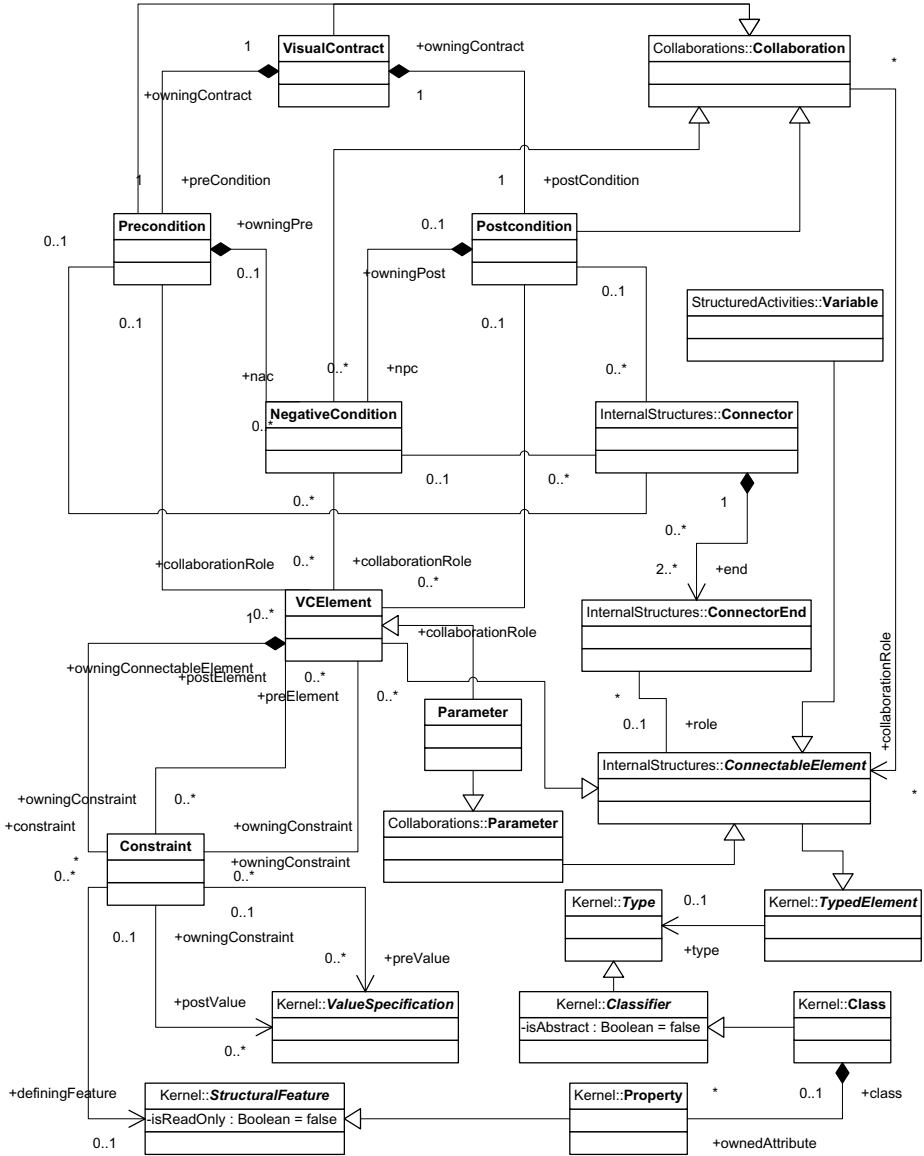 VisualContract
1
+owningContract
Collaborations::Collaboration
*
+owningContract
1
1
+preCondition
1
+postCondition
Precondition
+owningPre
0..1
Postcondition
0..1
0..1
+owningPost
0..1
StructuredActivities::Variable
0..1
0..1
+nac
0..*
+npc
0..*
NegativeCondition
0..*
InternalStructures::Connector
0..1
0..*
0..*
1
0..*
+collaborationRole
0..*
+collaborationRole
0..*
2..*
+end
VCElement
1
0..*
+collaborationRole
InternalStructures::ConnectorEnd
+owningConnectableElement
+postElement
0..*
+preElement
0..*
+collaborationRole
*
Parameter
0..1
+role
InternalStructures::ConnectableElement
*
+owningConstraint
0..*
+constraint
+owningConstraint
Collaborations::Parameter
Constraint
*
+owningConstraint
0..*
0..*
0..1
Kernel::Type
0..1
Kernel::TypedElement
0..1
+owningConstraint
+type
0..*
+preValue
+postValue
Kernel::ValueSpecification
Kernel::Classifier
-isAbstract : Boolean = false
Kernel::Class
0..*
+definingFeature
Kernel::StructuralFeature
-isReadOnly : Boolean = false
Kernel::Property
*
0..1
+class
0..1
+ownedAttribute